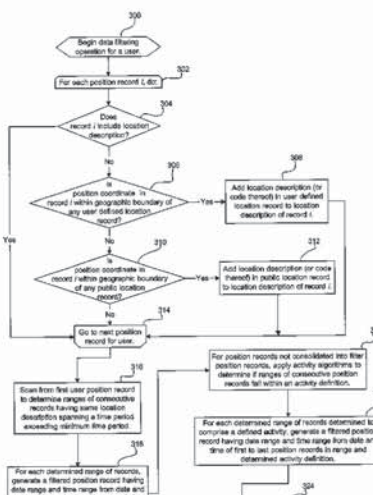 300
Begin data filtering
operation for a user.
302
For each position record i, do:
304
Does
record i include location
description?
No
306
Is
position coordinate in
record i within geographic boundary of
any user defined location
record?
Yes
308
Add location description (or
code thereof) in user defined
location record to location
description of record i.
Yes
No
310
Is
position coordinate in
record i within geographic boundary
of any public location
record?
Yes
312
Add location description (or code
thereof) in public location record
to location description of record i.
No
314
Go to next position
record for user.
316
Scan from first user position record
to determine ranges of consecutive
records having same location
description spanning a time period
exceeding minimum time period.
For position records not consolidated into filter
position records, apply activity algorithms to
determine if ranges of consecutive position
records fall within an activity definition.
318
For each determined range of records,
generate a filtered position record having
date range and time range from date and
For each determined range of records determined to
comprise a defined activity, generate a filtered position
record having date range and time range from date and
time of first to last position records in range and
determined activity definition.
324